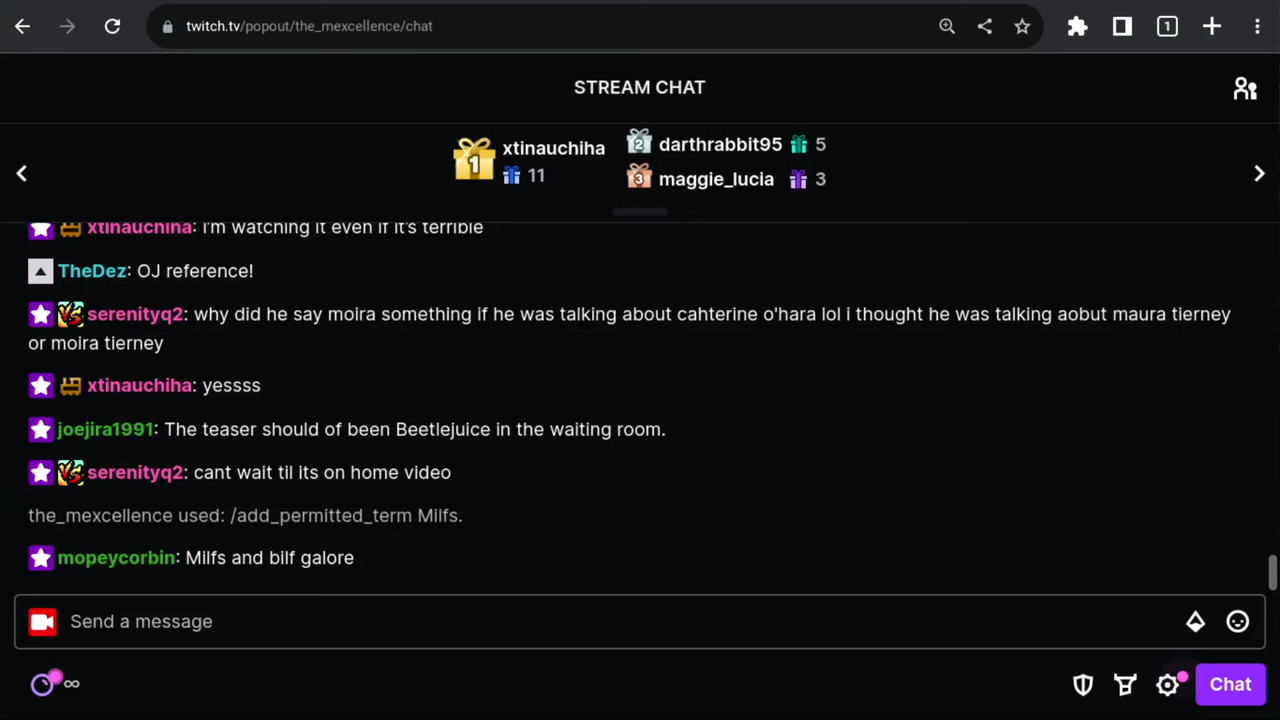 twitch.tv/popout/the_mexcellence/chat
1
STREAM CHAT
1 xtinauchiha
11
2 darthrabbit95 5
3 maggie_lucia 3
xtinauchiha: i'm watching it even if it's terrible
TheDez: OJ reference!
serenityq2: why did he say moira something if he was talking about cahterine o'hara lol i thought he was talking aobut maura tierney
or moira tierney
xtinauchiha: yessss
joejira1991: The teaser should of been Beetlejuice in the waiting room.
serenityq2: cant wait til its on home video
the_mexcellence used: /add_permitted_term Milfs.
mopeycorbin: Milfs and bilf galore
Send a message
∞
Chat